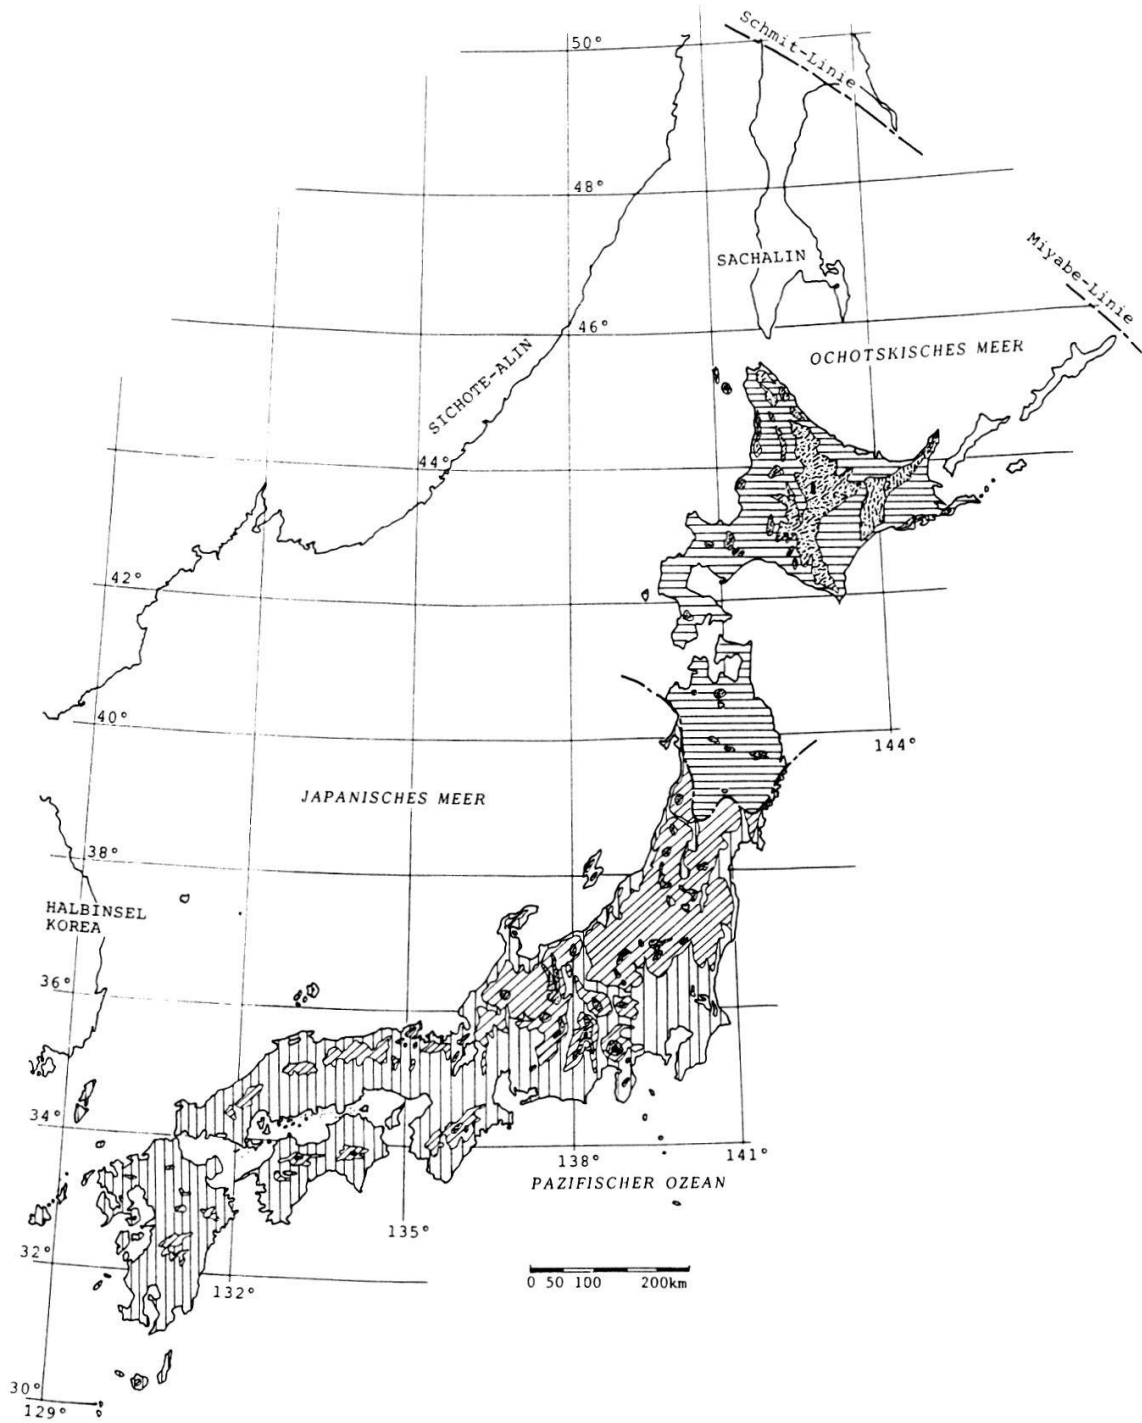 Schmit-Linie
50°
48°
SACHALIN
Miyabe-Linie
46°
OCHOTSKISCHES MEER
SICHOTE-ALIN
44°
42°
40°
144°
JAPANISCHES MEER
38°
HALBINSEL
KOREA
36°
34°
138°
141°
PAZIFISCHER OZEAN
135°
32°
132°
0 50 100 200km
30°
129°